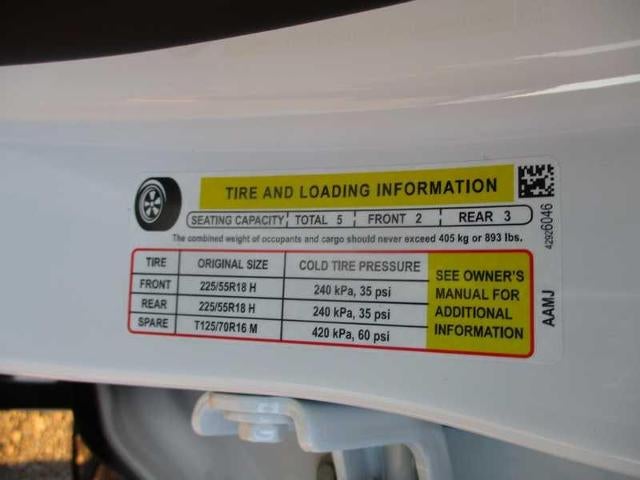 TIRE AND LOADING INFORMATION
SEATING CAPACITY TOTAL 5 FRONT 2 REAR 3
The combined weight of occupants and cargo should never exceed 405 kg or 893 lbs.
TIRE ORIGINAL SIZE COLD TIRE PRESSURE
FRONT 225/55R18 H 240 kPa, 35 psi
REAR 225/55R18 H 240 kPa, 35 psi
SPARE T125/70R16 M 420 kPa, 60 psi
SEE OWNER'S
MANUAL FOR
ADDITIONAL
INFORMATION
42926046
AAMJ